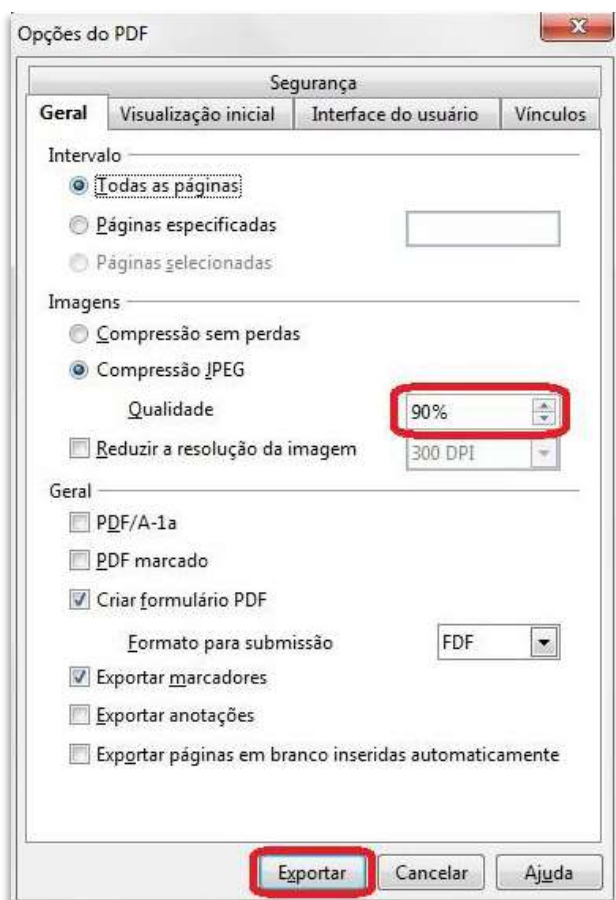 Opções do PDF
Segurança
Geral Visualização inicial Interface do usuário Vínculos
Intervalo
Todas as páginas
Páginas especificadas
Páginas selecionadas
Imagens
Compressão sem perdas
Compressão JPEG
Qualidade 90%
Reduzir a resolução da imagem 300 DPI
Geral
PDF/A-1a
PDF marcado
Criar formulário PDF
Formato para submissão FDF
Exportar marcadores
Exportar anotações
Exportar páginas em branco inseridas automaticamente
Exportar Cancelar Ajuda